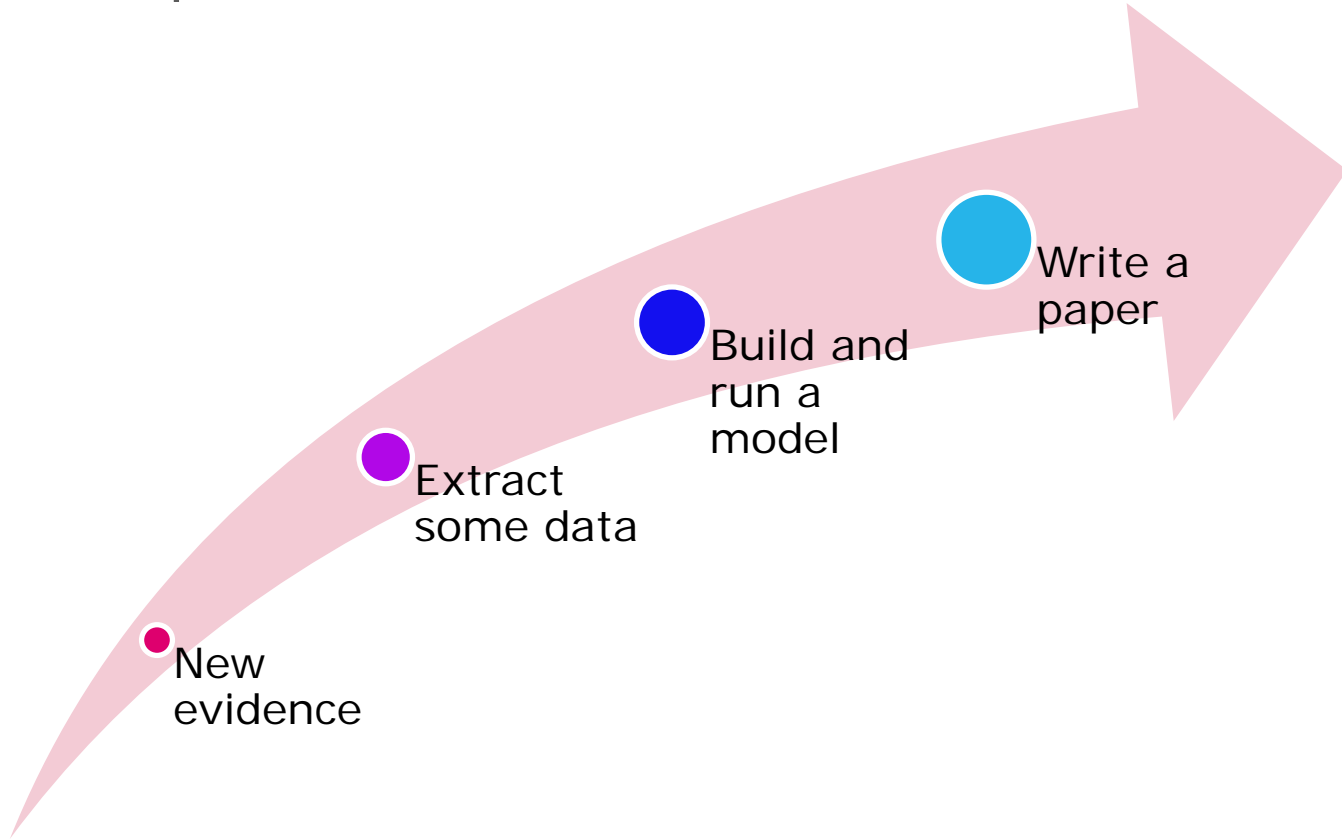 New
evidence
Extract
some data
Build and
run a
model
Write a
paper